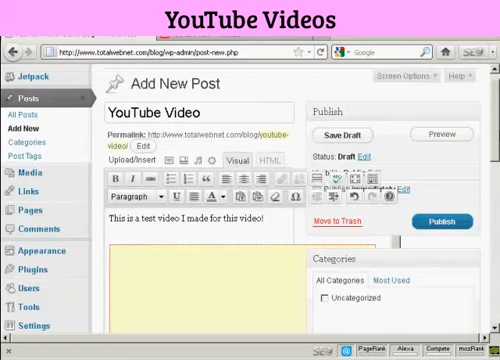 YouTube Videos
http://www.totalwebnet.com/blog/wp-admin/post-new.php
Google
SEO
Screen Options
Help
Jetpack
Posts
All Posts
Add New
Categories
Post Tags
Media
Links
Pages
Comments
Appearance
Plugins
Users
Tools
Settings
Add New Post
YouTube Video
Permalink: http://www.totalwebnet.com/blog/youtube-
video/ Edit
Upload/Insert
Visual
HTML
B I ABC
Paragraph
U
This is a test video I made for this video!
Publish
Save Draft
Preview
Status: Draft Edit
Edit
Move to Trash
Publish
Categories
All Categories
Most Used
Uncategorized
SEO
PageRank
Alexa
Compete
mozRank